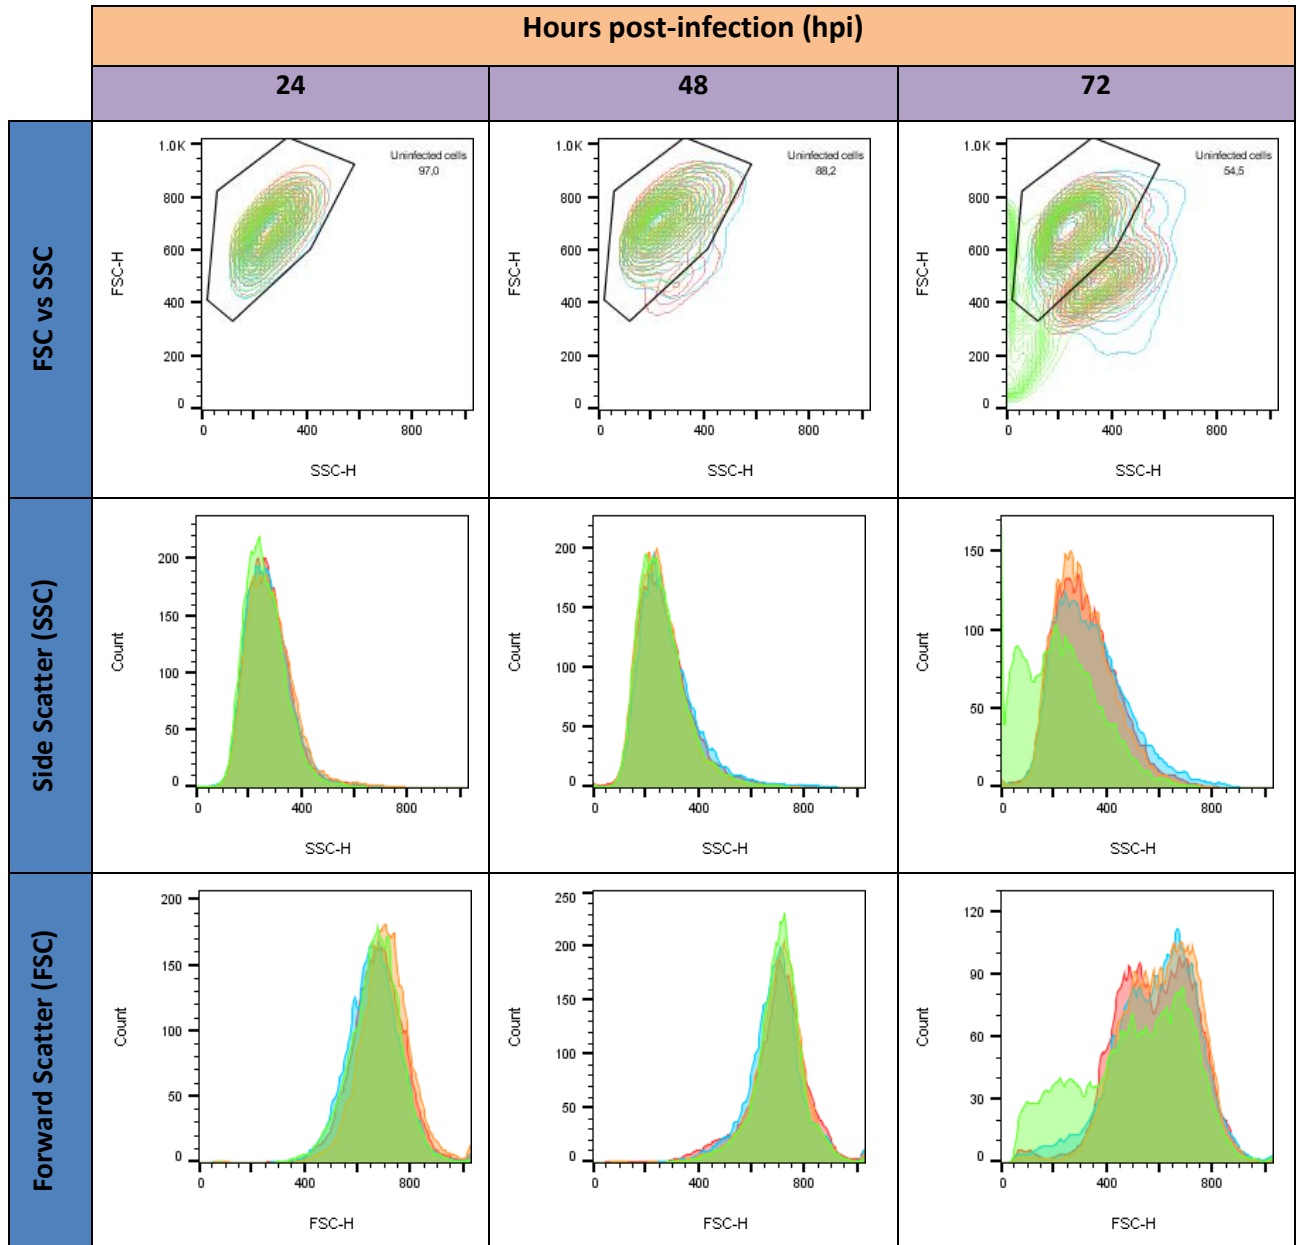 Hours post-infection (hpi)
24 48 72
FSC vs SSC
1.0K
800
600
400
200
0
FSC-H
Uninfected cells
97,0
0 400 800
SSC-H
1.0K
800
600
400
200
0
FSC-H
Uninfected cells
88,2
0 400 800
SSC-H
1.0K
800
600
400
200
0
FSC-H
Uninfected cells
54,5
0 400 800
SSC-H
Side Scatter (SSC)
200
150
100
50
0
Count
0 400 800
SSC-H
200
150
100
50
0
Count
0 400 800
SSC-H
150
100
50
0
Count
0 400 800
SSC-H
Forward Scatter (FSC)
200
150
100
50
0
Count
0 400 800
FSC-H
250
200
150
100
50
0
Count
0 400 800
FSC-H
120
90
60
30
0
Count
0 400 800
FSC-H